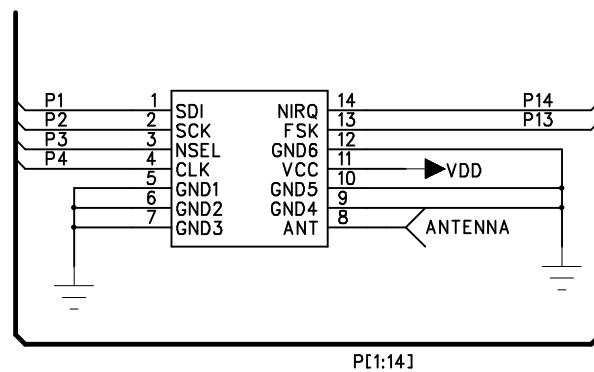 P1 1 SDI NIRQ 14 P14
P2 2 SCK FSK 13 P13
P3 3 NSEL GND6 12
P4 4 CLK VCC 11 VDD
5 GND1 GND5 10
6 GND2 GND4 9
7 GND3 ANT 8 ANTENNA
P[1:14]